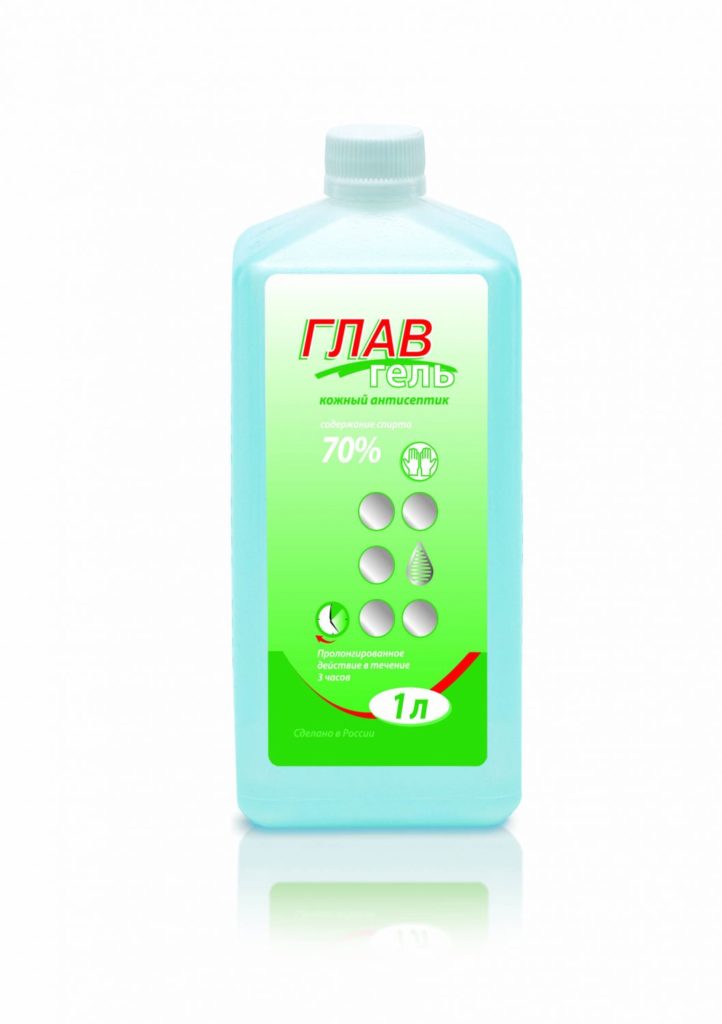 ГЛАВ
гель
кожный антисептик
содержание спирта
70%
Пролонгированное
действие в течение
3 часов
1 л
Сделано в России